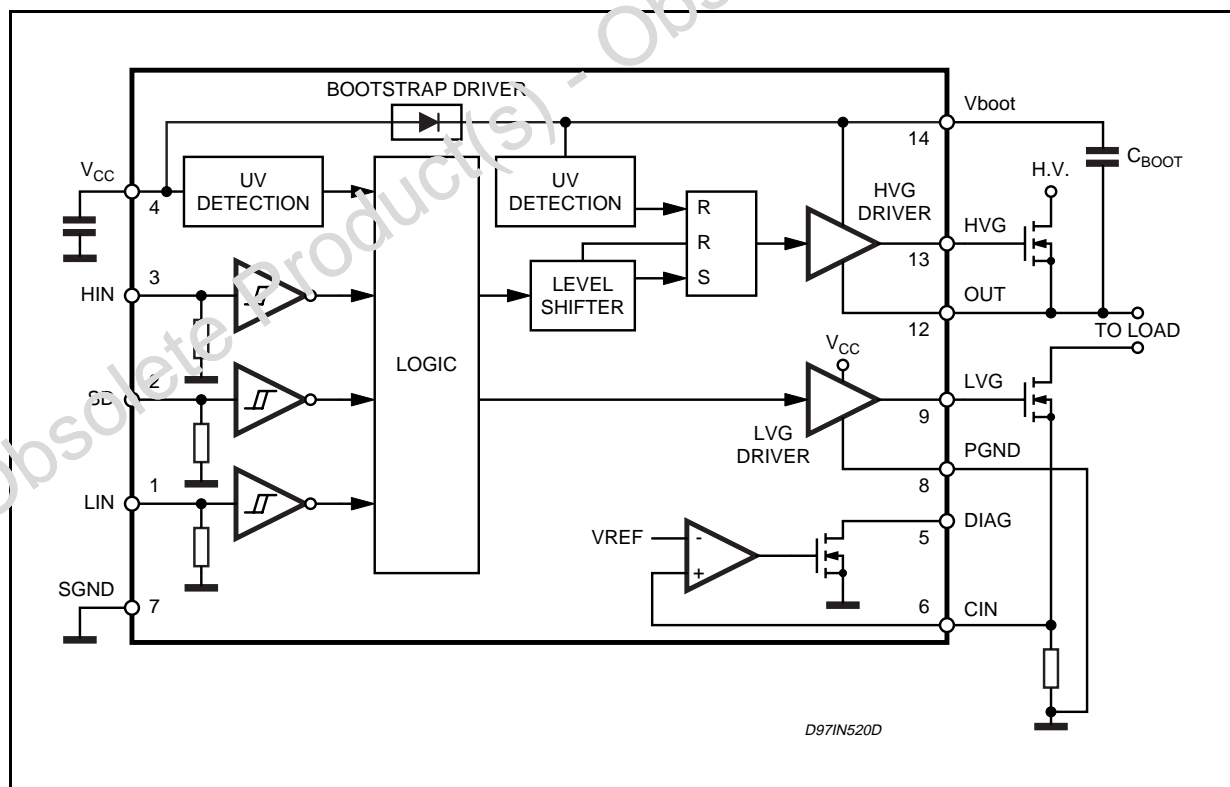 Obsolete Product(s) - Obs
BOOTSTRAP DRIVER
Vboot
14
CBOOT
H.V.
VCC
4
UV
DETECTION
UV
DETECTION
HVG
DRIVER
R
R
S
HVG
13
3
HIN
LEVEL
SHIFTER
OUT
12
TO LOAD
LOGIC
VCC
2
SD
LVG
9
LVG
DRIVER
PGND
8
1
LIN
DIAG
5
VREF
-
+
SGND
7
6
CIN
D97IN520D